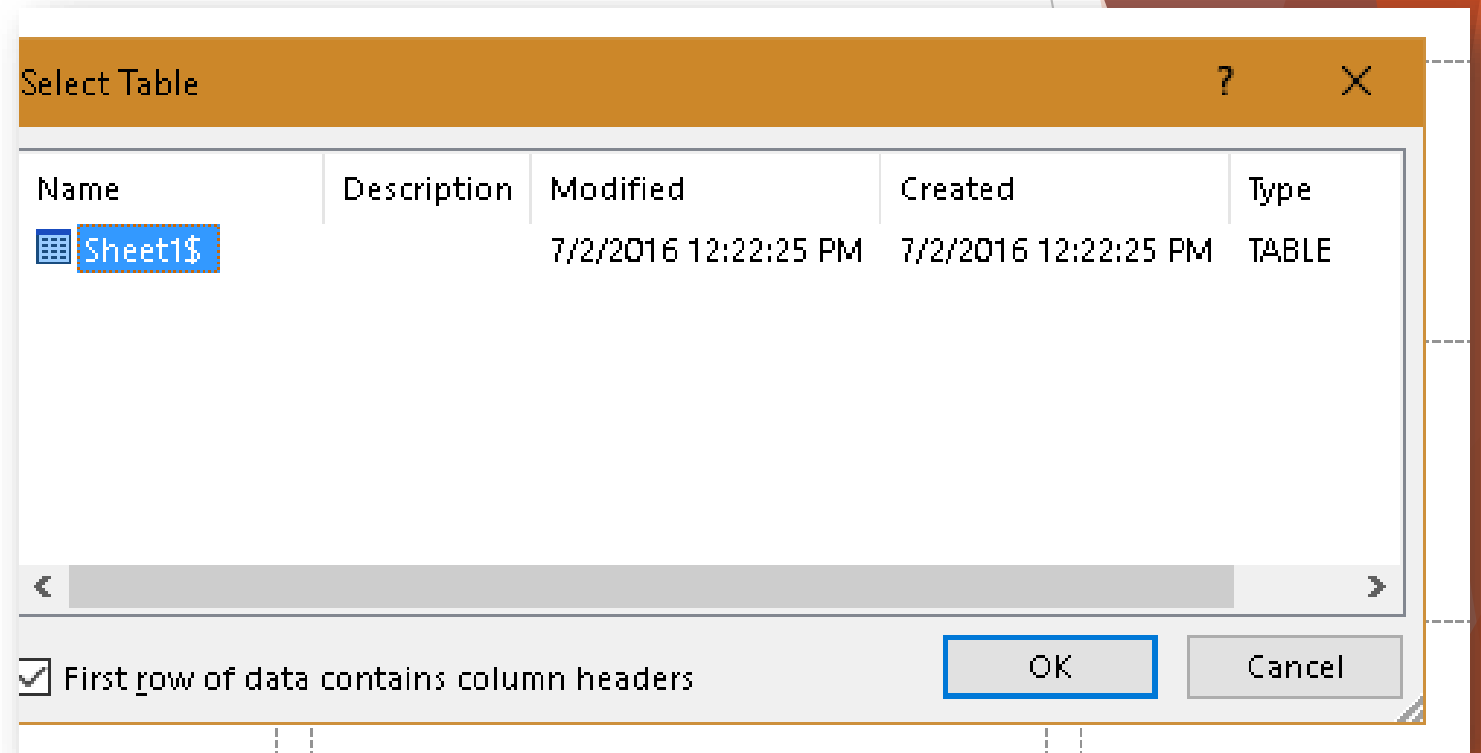 Select Table ?
Name Description Modified Created Type
Sheet1$ 7/2/2016 12:22:25 PM 7/2/2016 12:22:25 PM TABLE
First row of data contains column headers OK Cancel